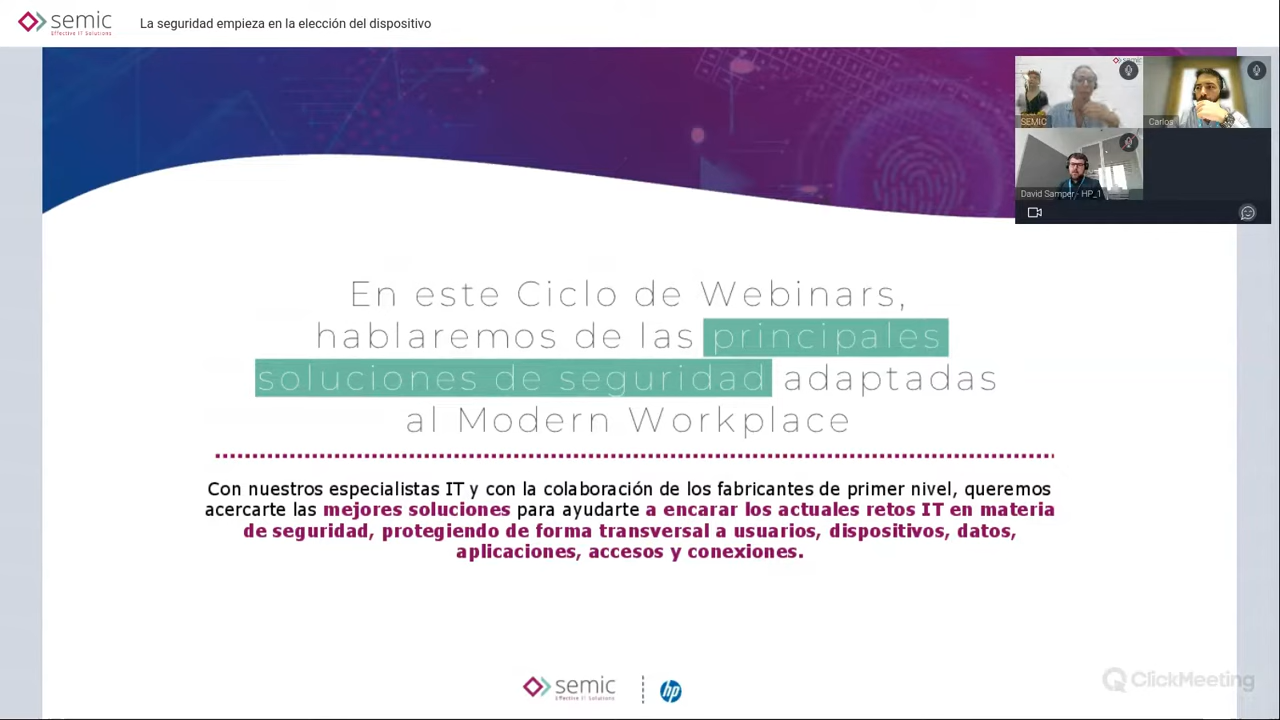 semic
Effective IT Solutions
La seguridad empieza en la elección del dispositivo
SEMIC
Carlos
David Samper - HP_1
En este Ciclo de Webinars,
hablaremos de las principales
soluciones de seguridad adaptadas
al Modern Workplace
Con nuestros especialistas IT y con la colaboración de los fabricantes de primer nivel, queremos
acercarte las mejores soluciones para ayudarte a encarar los actuales retos IT en materia
de seguridad, protegiendo de forma transversal a usuarios, dispositivos, datos,
aplicaciones, accesos y conexiones.
semic
Effective IT Solutions
hp
ClickMeeting